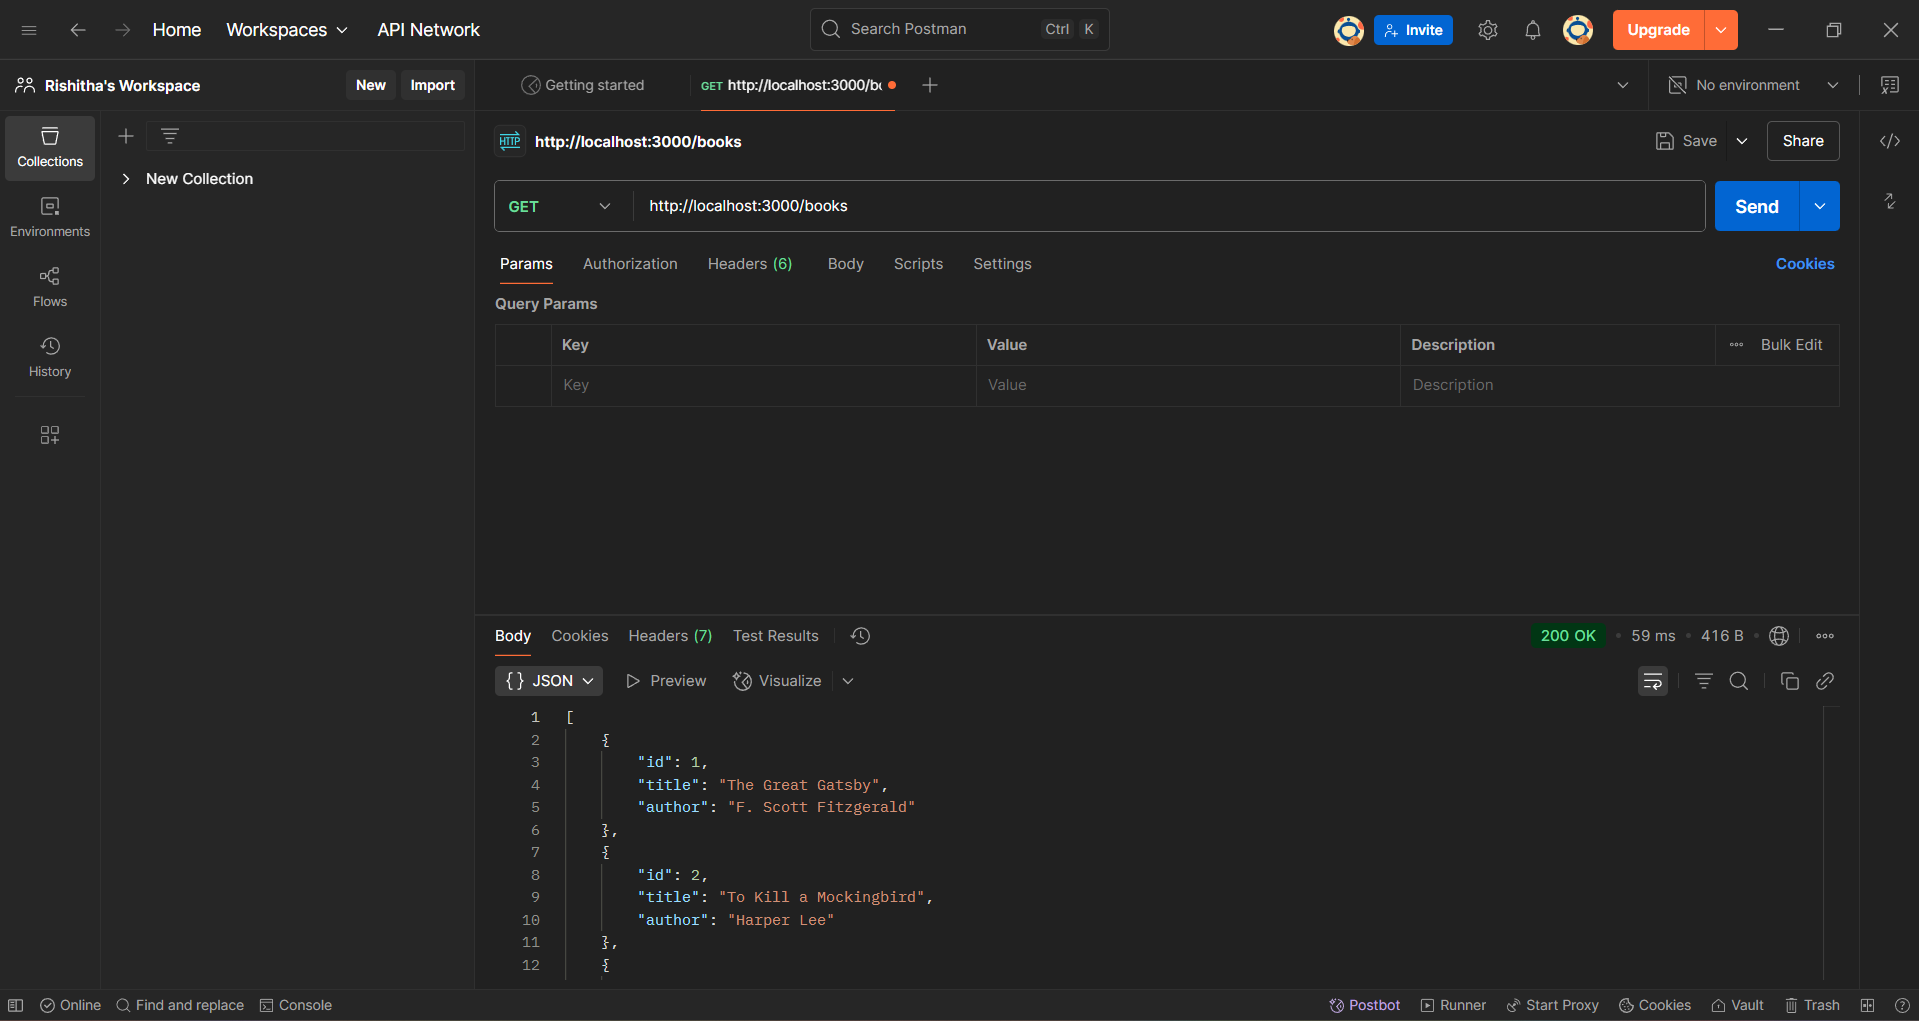 Home Workspaces API Network Search Postman Ctrl K Invite Upgrade
Rishitha's Workspace New Import Getting started GET http://localhost:3000/bo No environment
Collections
Environments
Flows
History
New Collection
HTTP http://localhost:3000/books Save Share
GET http://localhost:3000/books Send
Params Authorization Headers (6) Body Scripts Settings Cookies
Query Params
Key Value Description Bulk Edit
Key Value Description
Body Cookies Headers (7) Test Results 200 OK 59 ms 416 B
{} JSON Preview Visualize
1 [
2 {
3 "id": 1,
4 "title": "The Great Gatsby",
5 "author": "F. Scott Fitzgerald"
6 },
7 {
8 "id": 2,
9 "title": "To Kill a Mockingbird",
10 "author": "Harper Lee"
11 },
12 {
Online Find and replace Console Postbot Runner Start Proxy Cookies Vault Trash